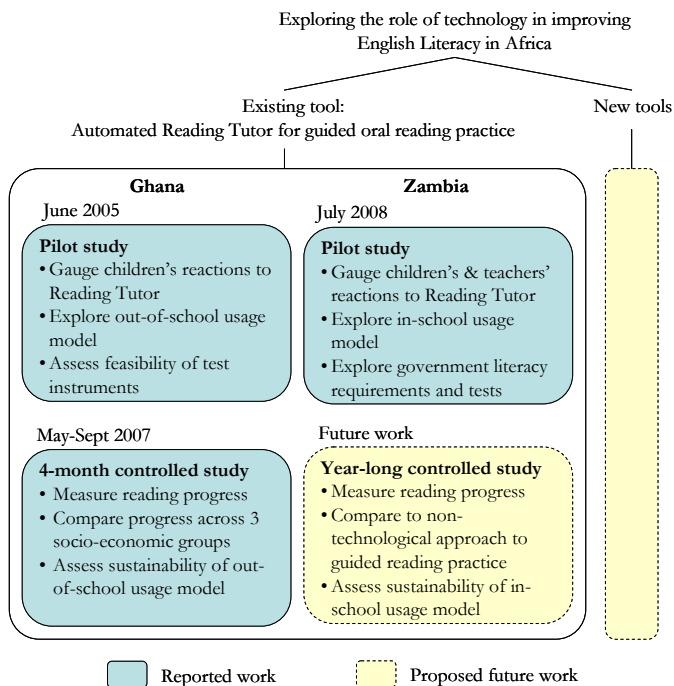 Exploring the role of technology in improving
English Literacy in Africa
Existing tool:
Automated Reading Tutor for guided oral reading practice
New tools
Ghana
June 2005
Pilot study
• Gauge children's reactions to
Reading Tutor
• Explore out-of-school usage
model
• Assess feasibility of test
instruments
May-Sept 2007
4-month controlled study
• Measure reading progress
• Compare progress across 3
socio-economic groups
• Assess sustainability of out-
of-school usage model
Zambia
July 2008
Pilot study
• Gauge children's & teachers'
reactions to Reading Tutor
• Explore in-school usage
model
• Explore government literacy
requirements and tests
Future work
Year-long controlled study
• Measure reading progress
• Compare to non-
technological approach to
guided reading practice
• Assess sustainability of in-
school usage model
Reported work
Proposed future work